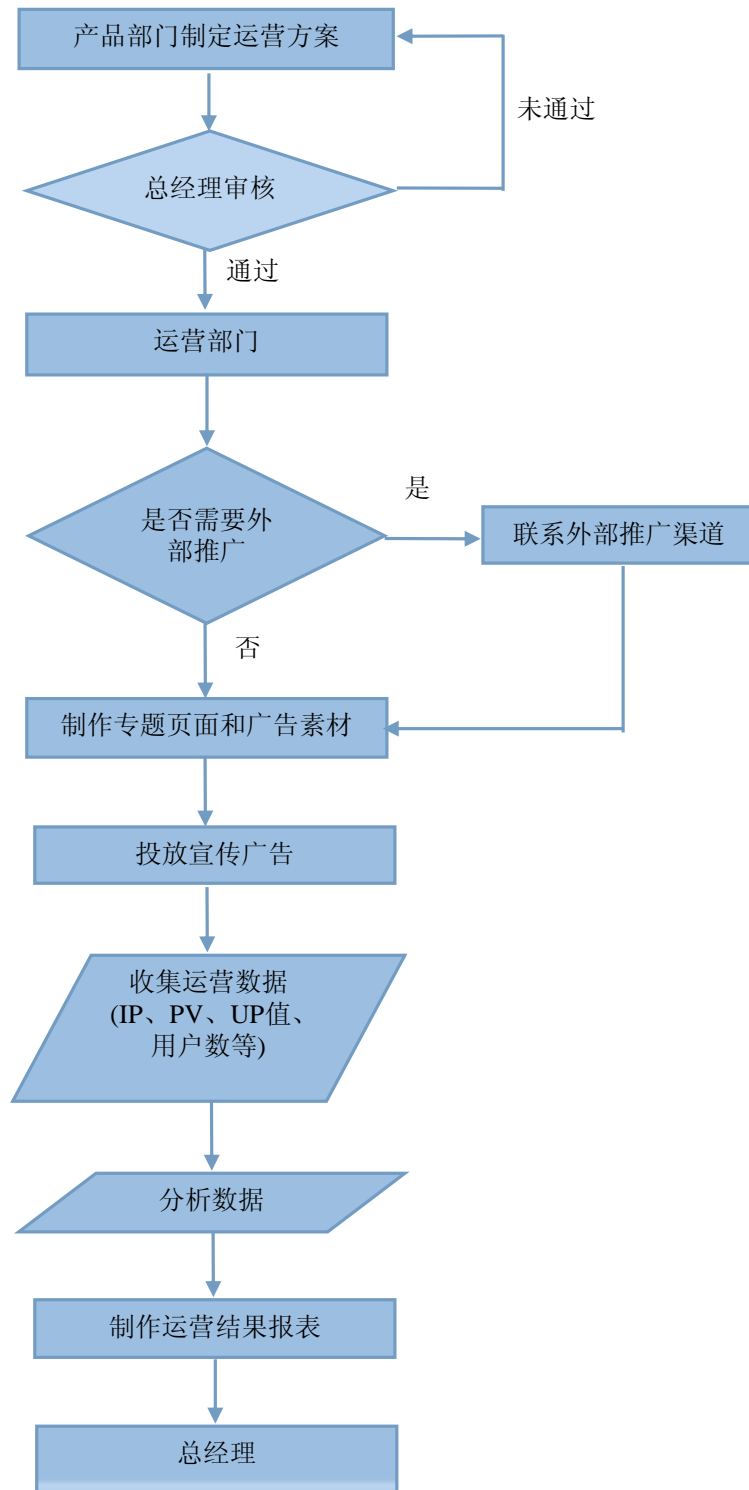 产品部门制定运营方案
未通过
总经理审核
通过
运营部门
是
是否需要外
部推广
联系外部推广渠道
否
制作专题页面和广告素材
投放宣传广告
收集运营数据
(IP、PV、UP值、
用户数等)
分析数据
制作运营结果报表
总经理